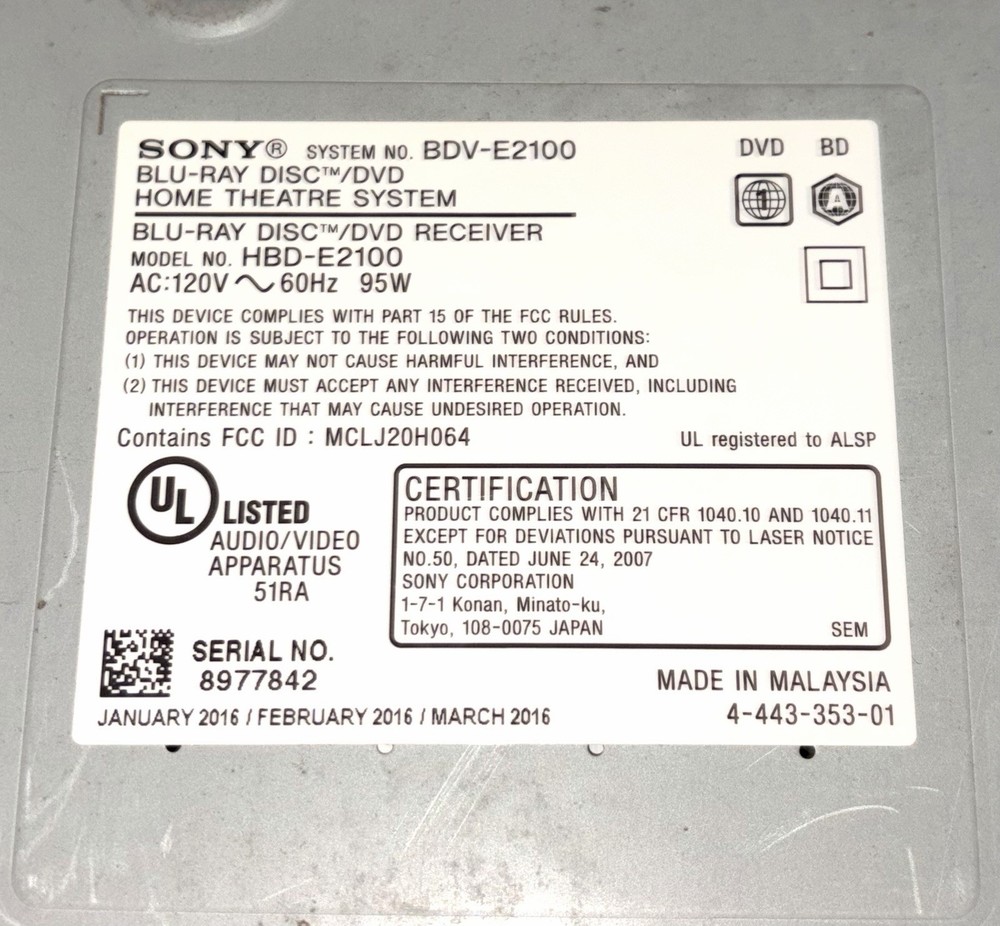 SONY® SYSTEM NO. BDV-E2100
BLU-RAY DISC™/DVD
HOME THEATRE SYSTEM
BLU-RAY DISC™/DVD RECEIVER
MODEL NO. HBD-E2100
AC:120V ～ 60Hz 95W
DVD BD
1 A
THIS DEVICE COMPLIES WITH PART 15 OF THE FCC RULES.
OPERATION IS SUBJECT TO THE FOLLOWING TWO CONDITIONS:
(1) THIS DEVICE MAY NOT CAUSE HARMFUL INTERFERENCE, AND
(2) THIS DEVICE MUST ACCEPT ANY INTERFERENCE RECEIVED, INCLUDING
INTERFERENCE THAT MAY CAUSE UNDESIRED OPERATION.
Contains FCC ID : MCLJ20H064
UL registered to ALSP
UL LISTED
AUDIO/VIDEO
APPARATUS
51RA
CERTIFICATION
PRODUCT COMPLIES WITH 21 CFR 1040.10 AND 1040.11
EXCEPT FOR DEVIATIONS PURSUANT TO LASER NOTICE
NO.50, DATED JUNE 24, 2007
SONY CORPORATION
1-7-1 Konan, Minato-ku,
Tokyo, 108-0075 JAPAN
SEM
SERIAL NO.
8977842
MADE IN MALAYSIA
JANUARY 2016 / FEBRUARY 2016 / MARCH 2016
4-443-353-01